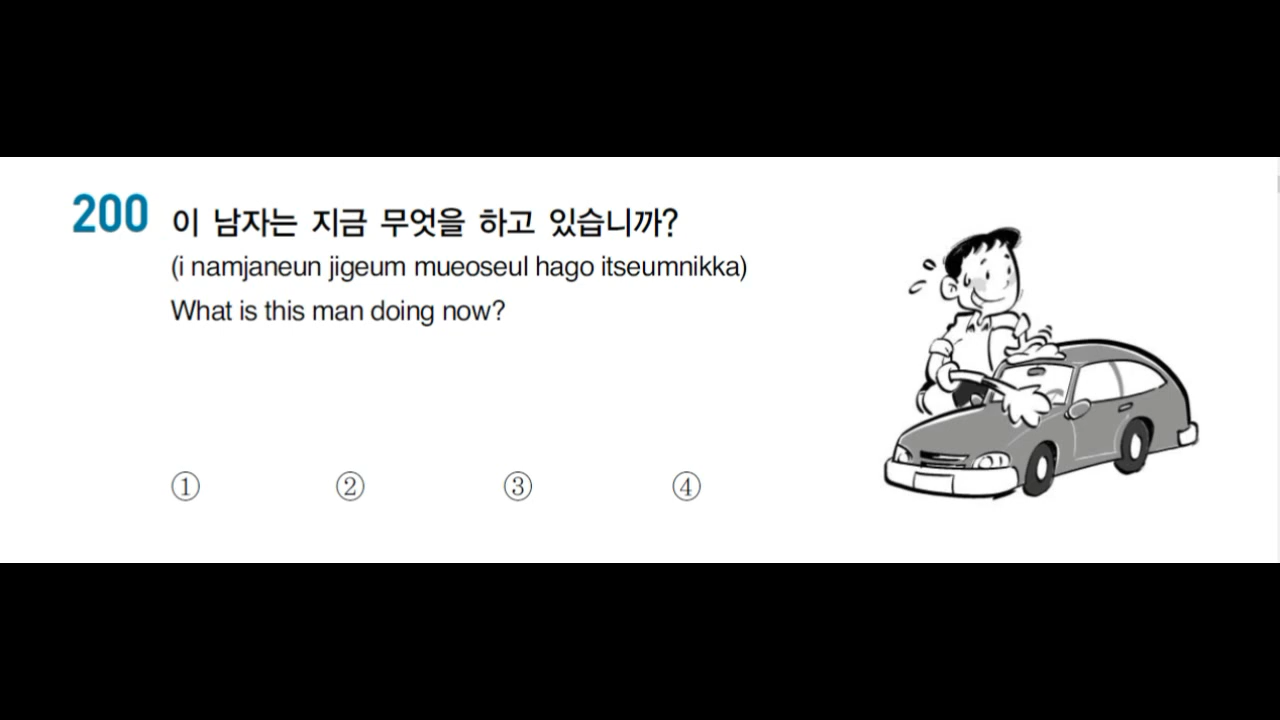 200 이 남자는 지금 무엇을 하고 있습니까?
(i namjaneun jigeum mueoseul hago itseumnikka)
What is this man doing now?
① ② ③ ④